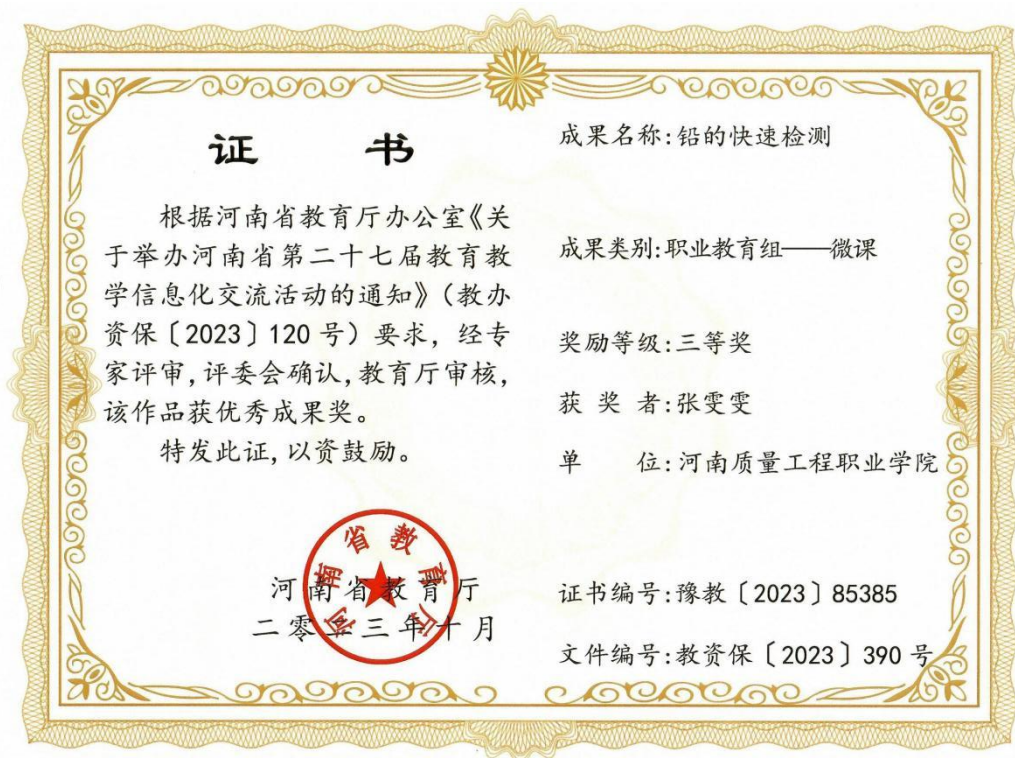 证 书
根据河南省教育厅办公室《关
于举办河南省第二十七届教育教
学信息化交流活动的通知》（教办
资保〔2023〕120 号）要求，经专
家评审,评委会确认,教育厅审核,
该作品获优秀成果奖。
特发此证,以资鼓励。
河南省教育厅
河南省教育厅
二零二三年十月
成果名称:铅的快速检测
成果类别:职业教育组——微课
奖励等级:三等奖
获 奖 者:张雯雯
单 位:河南质量工程职业学院
证书编号:豫教〔2023〕85385
文件编号:教资保〔2023〕390 号